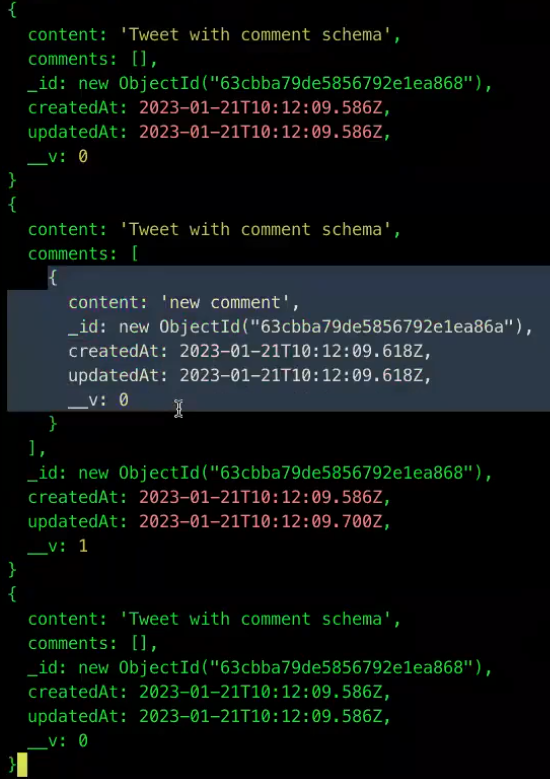 {
  content: 'Tweet with comment schema',
  comments: [],
  _id: new ObjectId("63cbba79de5856792e1ea868"),
  createdAt: 2023-01-21T10:12:09.586Z,
  updatedAt: 2023-01-21T10:12:09.586Z,
  __v: 0
}
{
  content: 'Tweet with comment schema',
  comments: [
    {
      content: 'new comment',
      _id: new ObjectId("63cbba79de5856792e1ea86a"),
      createdAt: 2023-01-21T10:12:09.618Z,
      updatedAt: 2023-01-21T10:12:09.618Z,
      __v: 0
    }
  ],
  _id: new ObjectId("63cbba79de5856792e1ea868"),
  createdAt: 2023-01-21T10:12:09.586Z,
  updatedAt: 2023-01-21T10:12:09.700Z,
  __v: 1
}
{
  content: 'Tweet with comment schema',
  comments: [],
  _id: new ObjectId("63cbba79de5856792e1ea868"),
  createdAt: 2023-01-21T10:12:09.586Z,
  updatedAt: 2023-01-21T10:12:09.586Z,
  __v: 0
}